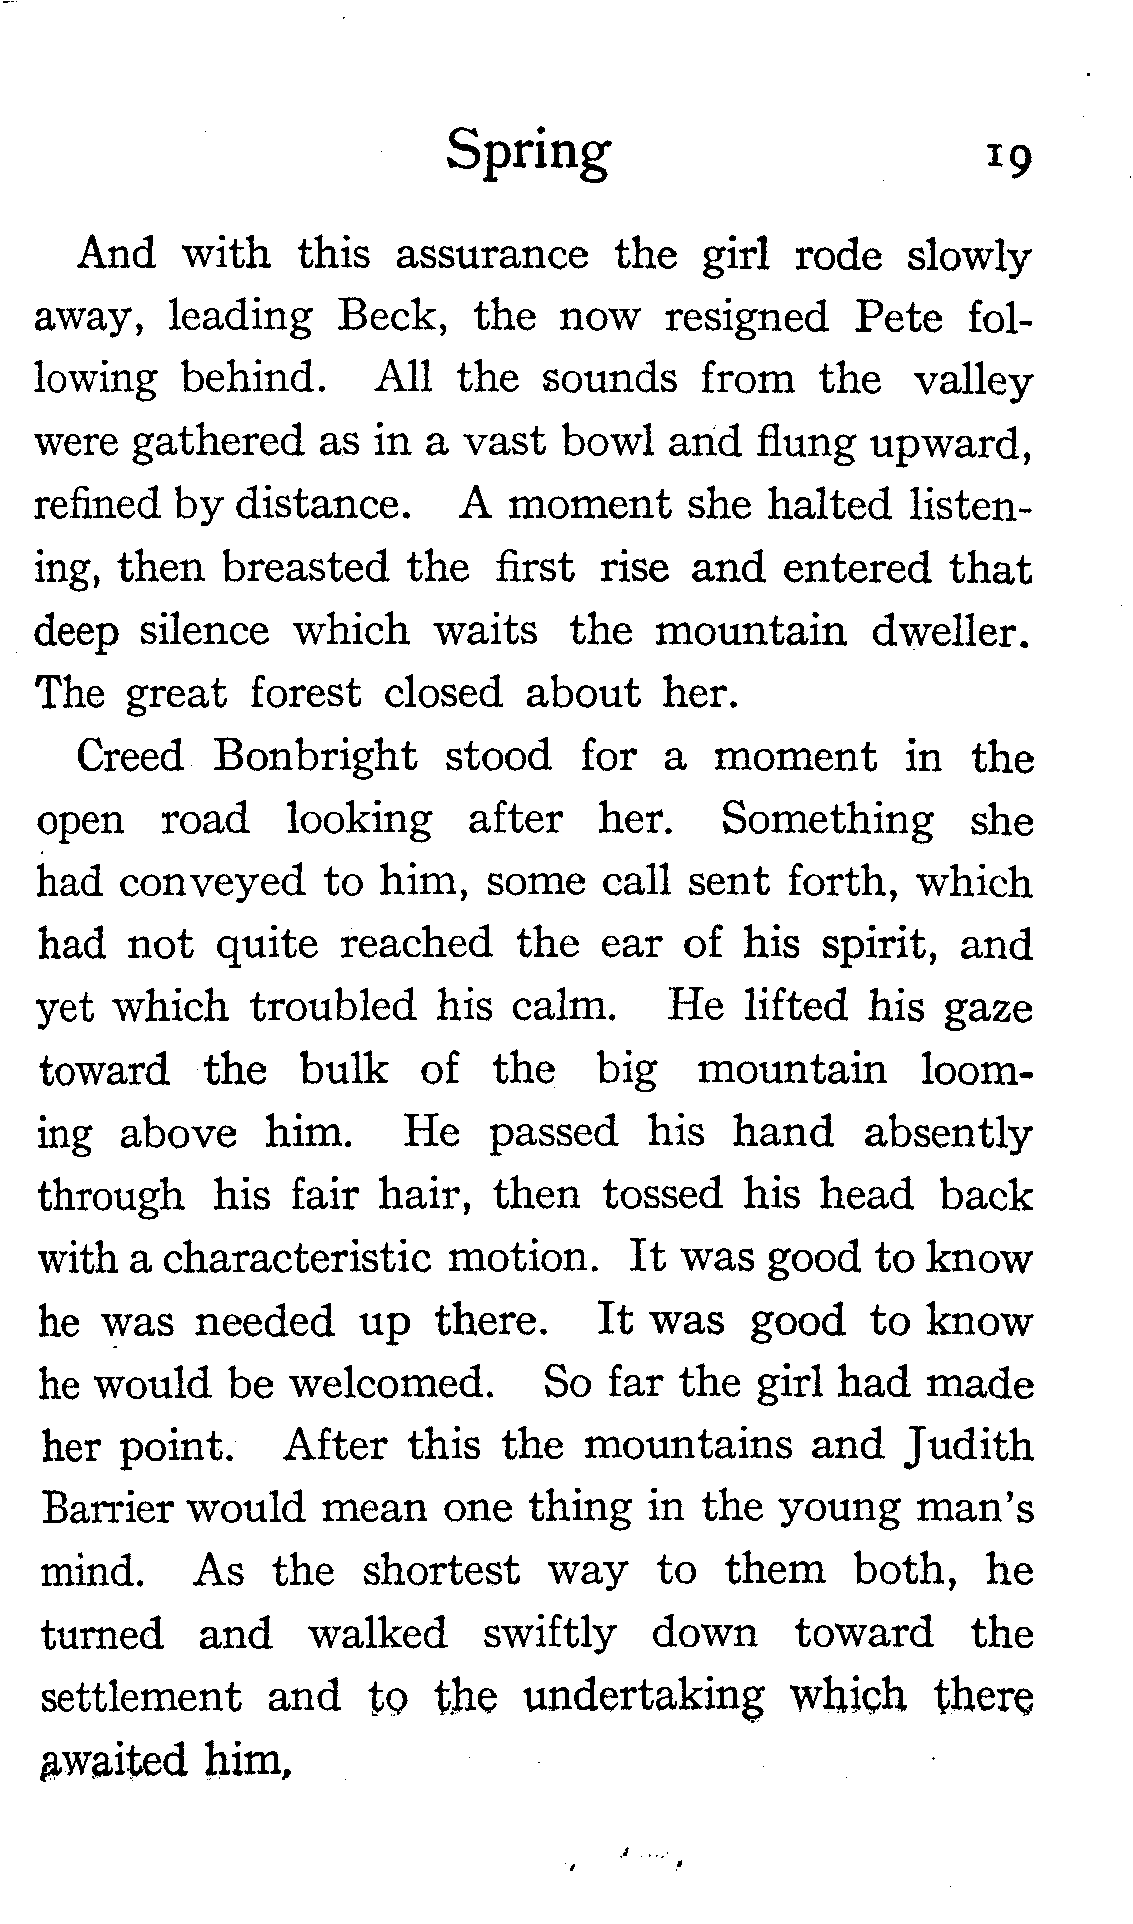 Spring 19
And with this assurance the girl rode slowly
away, leading Beck, the now resigned Pete fol-
lowing behind. All the sounds from the valley
were gathered as in a vast bowl and flung upward,
refined by distance. A moment she halted listen-
ing, then breasted the first rise and entered that
deep silence which waits the mountain dweller.
The great forest closed about her.
Creed Bonbright stood for a moment in the
open road looking after her. Something she
had conveyed to him, some call sent forth, which
had not quite reached the ear of his spirit, and
yet which troubled his calm. He lifted his gaze
toward the bulk of the big mountain loom-
ing above him. He passed his hand absently
through his fair hair, then tossed his head back
with a characteristic motion. It was good to know
he was needed up there. It was good to know
he would be welcomed. So far the girl had made
her point. After this the mountains and Judith
Barrier would mean one thing in the young man's
mind. As the shortest way to them both, he
turned and walked swiftly down toward the
settlement and to the undertaking which there
awaited him.